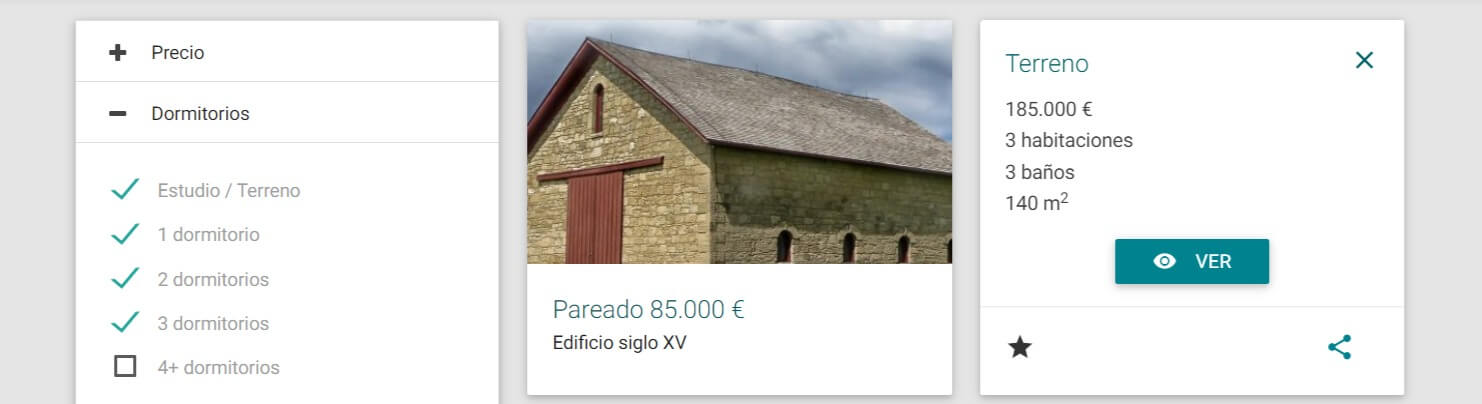 Precio
Dormitorios
Estudio / Terreno
1 dormitorio
2 dormitorios
3 dormitorios
4+ dormitorios
Pareado 85.000 €
Edificio siglo XV
Terreno
185.000 €
3 habitaciones
3 baños
140 m²
VER